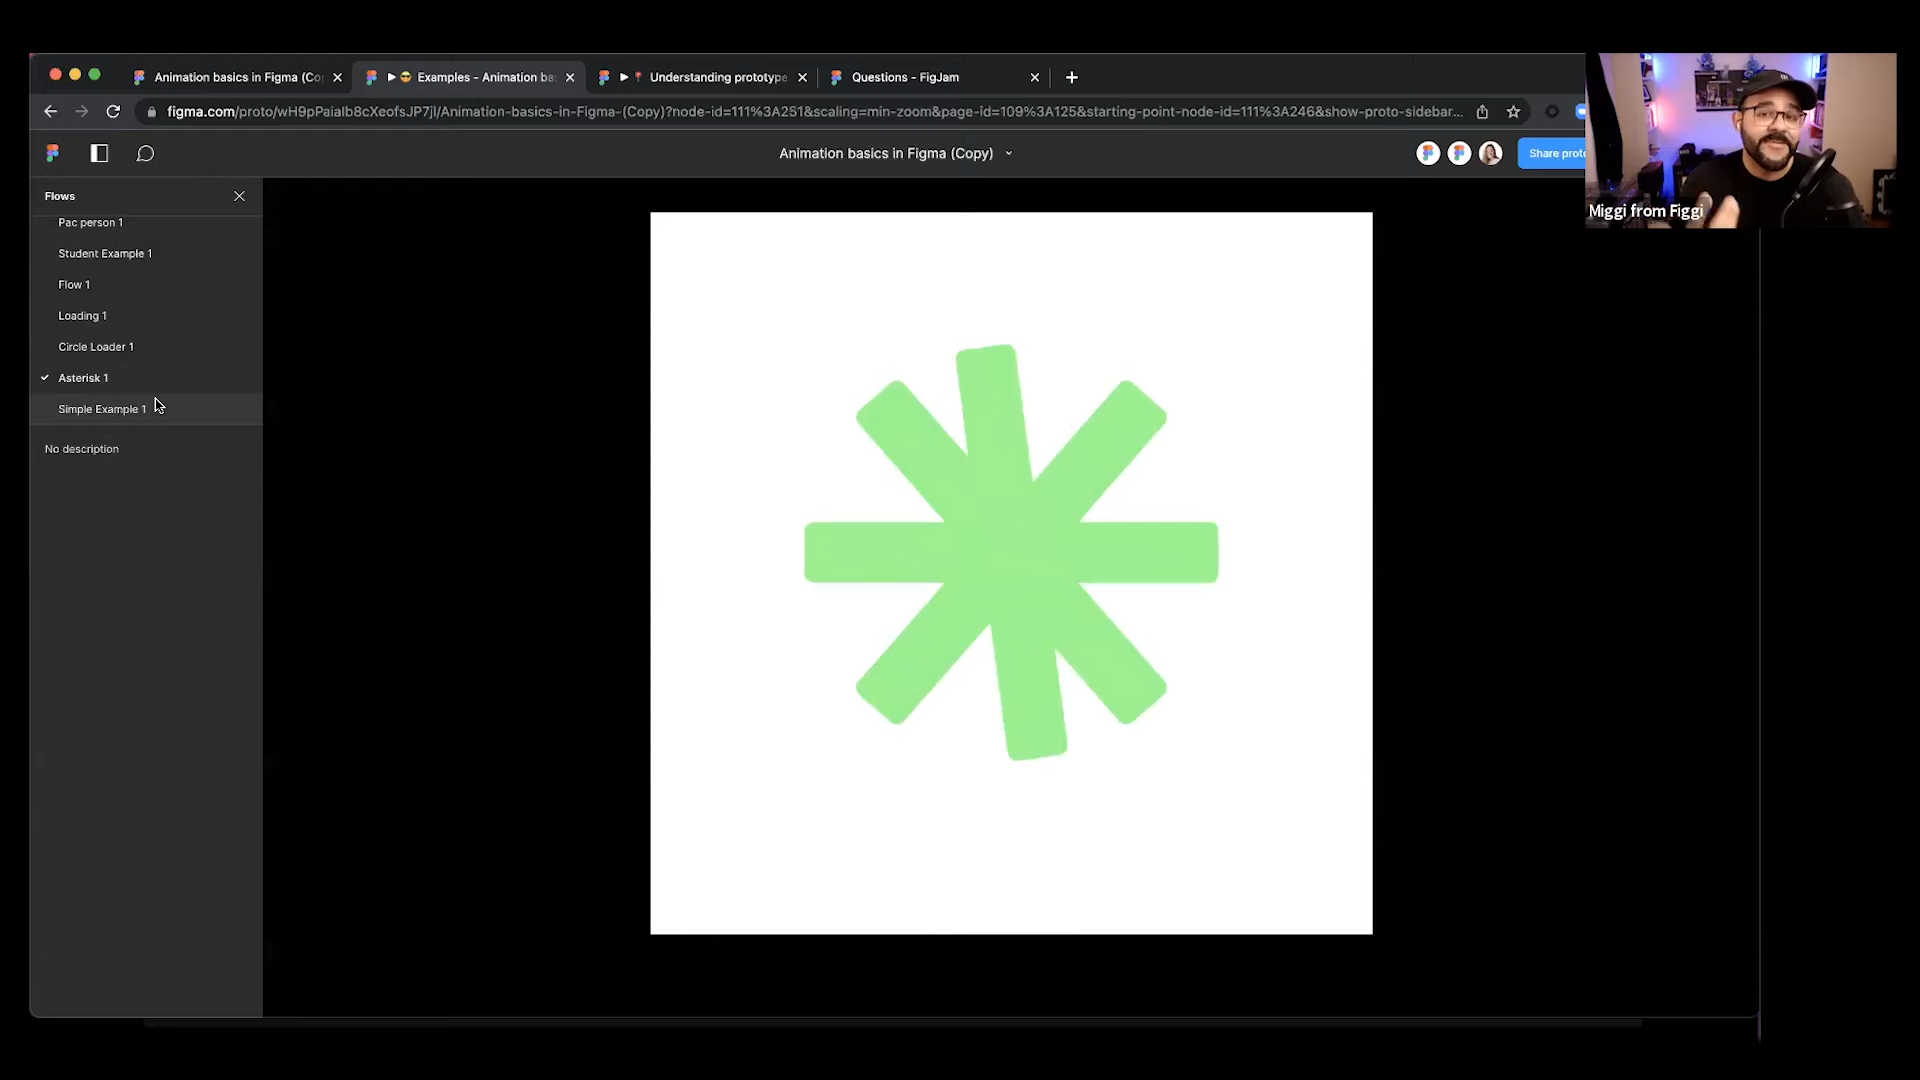 Animation basics in Figma (Co
Examples - Animation ba
Understanding prototype
Questions - FigJam
figma.com/proto/wH9pPaialb8cXeofsJP7jl/Animation-basics-in-Figma-(Copy)?node-id=111%3A251&scaling=min-zoom&page-id=109%3A125&starting-point-node-id=111%3A246&show-proto-sidebar...
Animation basics in Figma (Copy)
Share prote
Miggi from Figgi
Flows
Pac person 1
Student Example 1
Flow 1
Loading 1
Circle Loader 1
Asterisk 1
Simple Example 1
No description